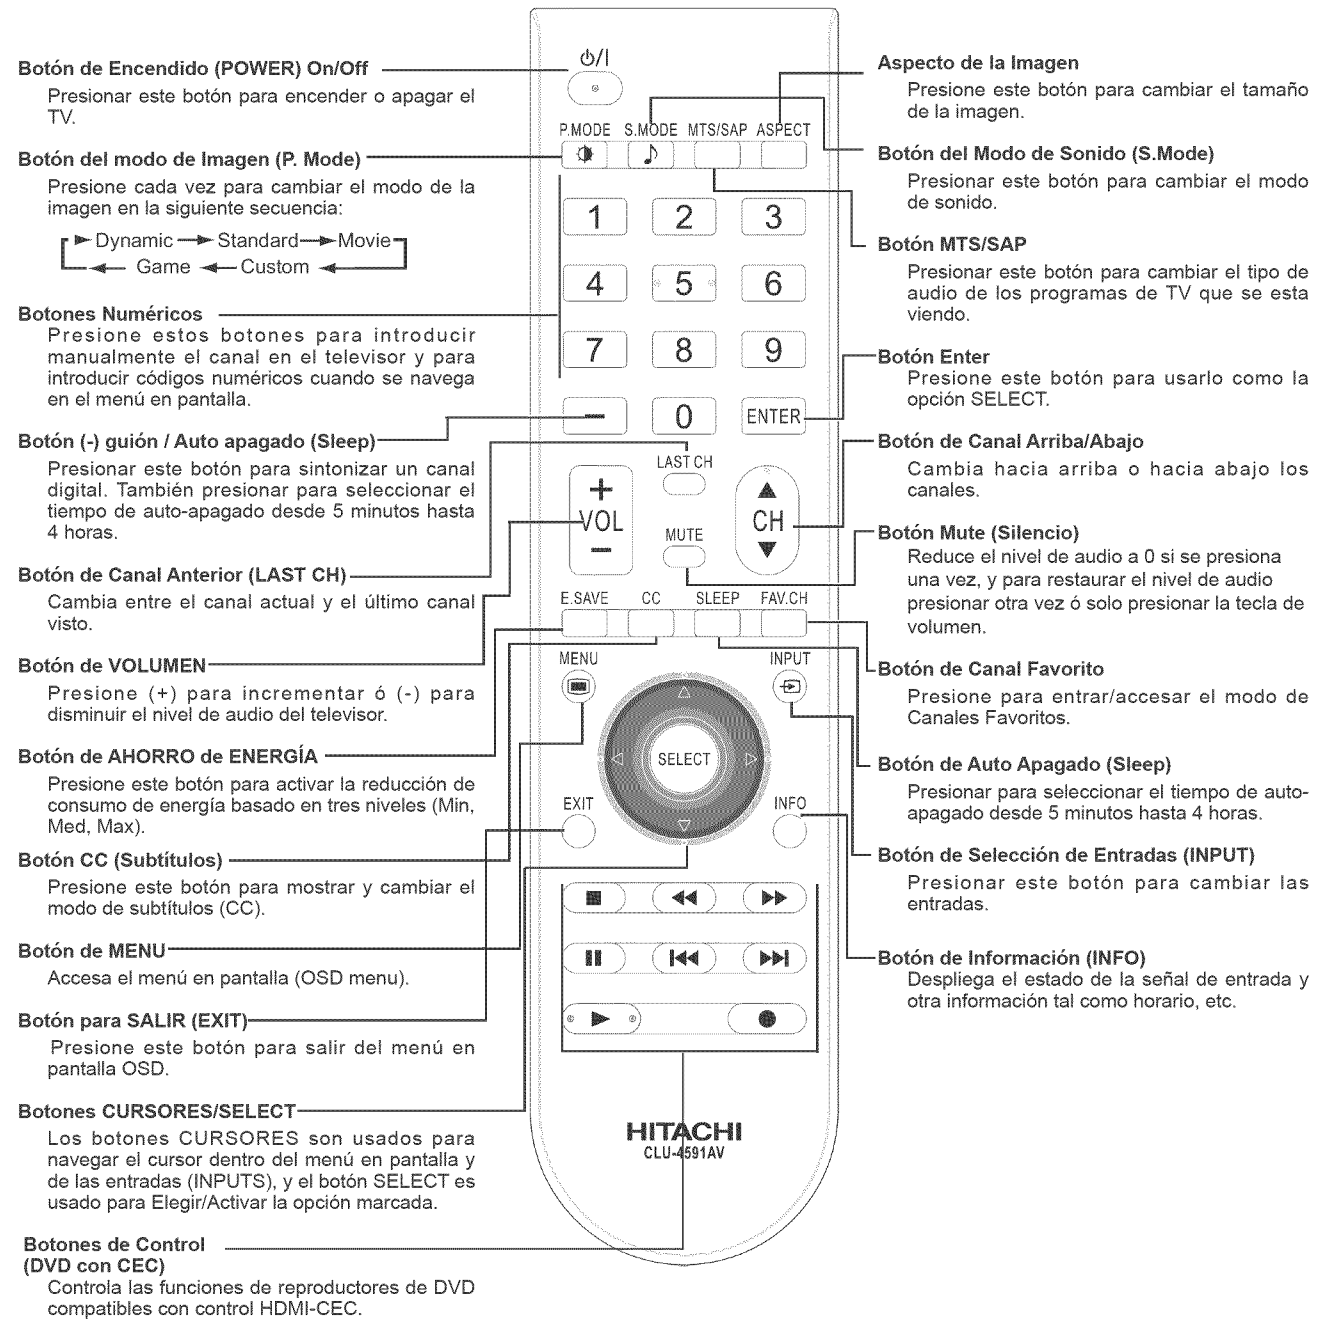 Botón de Encendido (POWER) On/Off
Presionar este botón para encender o apagar el
TV.
Botón del modo de Imagen (P. Mode)
Presione cada vez para cambiar el modo de la
imagen en la siguiente secuencia:
Dynamic Standard Movie
Game Custom
Botones Numéricos
Presione estos botones para introducir
manualmente el canal en el televisor y para
introducir códigos numéricos cuando se navega
en el menú en pantalla.
Botón (-) guión / Auto apagado (Sleep)
Presionar este botón para sintonizar un canal
digital. También presionar para seleccionar el
tiempo de auto-apagado desde 5 minutos hasta
4 horas.
Botón de Canal Anterior (LAST CH)
Cambia entre el canal actual y el último canal
visto.
Botón de VOLUMEN
Presione (+) para incrementar ó (-) para
disminuir el nivel de audio del televisor.
Botón de AHORRO de ENERGÍA
Presione este botón para activar la reducción de
consumo de energía basado en tres niveles (Min,
Med, Max).
Botón CC (Subtítulos)
Presione este botón para mostrar y cambiar el
modo de subtítulos (CC).
Botón de MENU
Accesa el menú en pantalla (OSD menu).
Botón para SALIR (EXIT)
Presione este botón para salir del menú en
pantalla OSD.
Botones CURSORES/SELECT
Los botones CURSORES son usados para
navegar el cursor dentro del menú en pantalla y
de las entradas (INPUTS), y el botón SELECT es
usado para Elegir/Activar la opción marcada.
Botones de Control
(DVD con CEC)
Controla las funciones de reproductores de DVD
compatibles con control HDMI-CEC.
P.MODE S.MODE MTS/SAP ASPECT
1 2 3
4 5 6
7 8 9
- 0 ENTER
LAST CH
+
VOL
-
CH
MUTE
E.SAVE CC SLEEP FAV.CH
MENU INPUT
SELECT
EXIT INFO
HITACHI
CLU-4591AV
Aspecto de la Imagen
Presione este botón para cambiar el tamaño
de la imagen.
Botón del Modo de Sonido (S.Mode)
Presionar este botón para cambiar el modo
de sonido.
Botón MTS/SAP
Presionar este botón para cambiar el tipo de
audio de los programas de TV que se esta
viendo.
Botón Enter
Presione este botón para usarlo como la
opción SELECT.
Botón de Canal Arriba/Abajo
Cambia hacia arriba o hacia abajo los
canales.
Botón Mute (Silencio)
Reduce el nivel de audio a 0 si se presiona
una vez, y para restaurar el nivel de audio
presionar otra vez ó solo presionar la tecla de
volumen.
Botón de Canal Favorito
Presione para entrar/accesar el modo de
Canales Favoritos.
Botón de Auto Apagado (Sleep)
Presionar para seleccionar el tiempo de auto-
apagado desde 5 minutos hasta 4 horas.
Botón de Selección de Entradas (INPUT)
Presionar este botón para cambiar las
entradas.
Botón de Información (INFO)
Despliega el estado de la señal de entrada y
otra información tal como horario, etc.